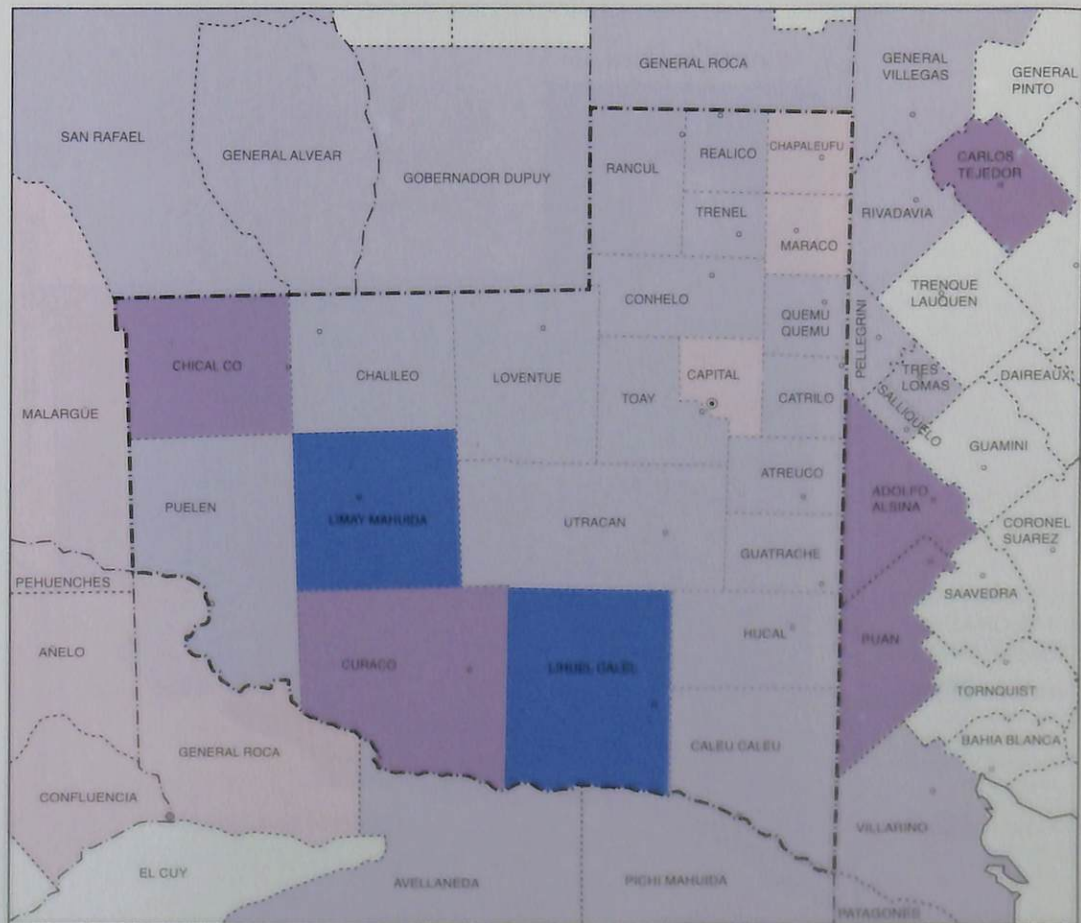 GENERAL ROCA
GENERAL
VILLEGAS
GENERAL
PINTO
SAN RAFAEL
GENERAL ALVEAR
GOBERNADOR DUPUY
RANCUL
REALICO
CHAPALEUFU
CARLOS
TEJEDOR
TRENEL
MARACO
RIVADAVIA
CONHELO
QUEMU
QUEMU
PELLEGRINI
TRENQUE
LAUQUEN
CHICAL CO
CHALILEO
LOVENTUE
TOAY
CAPITAL
CATRILO
TRES
LOMAS
SALLIQUELO
DAIREAUX
MALARGÜE
GUAMINI
PUELEN
LIMAY MAHUIDA
UTRACAN
ATREUCO
ADOLFO
ALSINA
CORONEL
SUAREZ
GUATRACHE
PEHUENCHES
SAAVEDRA
AÑELO
CURACO
LIHUEL CALEL
HUCAL
PUAN
TORNQUIST
GENERAL ROCA
CALEU CALEU
BAHIA BLANCA
CONFLUENCIA
VILLARINO
EL CUY
AVELLANEDA
PICHI MAHUIDA
PATAGONES